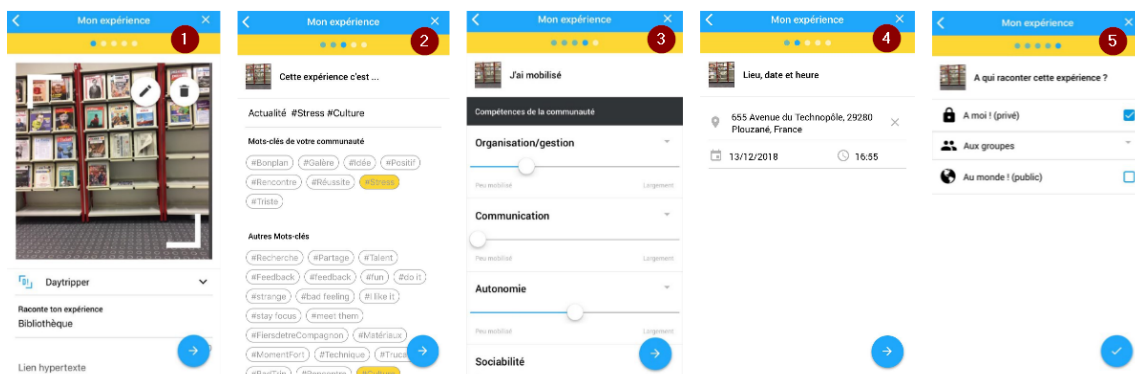 Mon expérience
1
Daytripper
Raconte ton expérience
Bibliothèque
Lien hypertexte
Mon expérience
2
Cette expérience c'est ...
Actualité #Stress #Culture
Mots-clés de votre communauté
#Bonplan #Galère #Idée #Positif
#Rencontre #Réussite #Stress
#Triste
Autres Mots-clés
#Recherche #Partage #Talent
#Feedback #feedback #fun #do it
#strange #bad feeling #i like it
#stay focus #meet them
#FiersdetreCompagnon #Matériaux
#MomentFort #Technique #Truca
#BadTrip #Rencontre #Culture
Mon expérience
3
J'ai mobilisé
Compétences de la communauté
Organisation/gestion
Peu mobilisé Largement
Communication
Peu mobilisé Largement
Autonomie
Peu mobilisé Largement
Sociabilité
Mon expérience
4
Lieu, date et heure
655 Avenue du Technopôle, 29280
Plouzané, France
13/12/2018 16:55
Mon expérience
5
A qui raconter cette expérience ?
A moi ! (privé)
Aux groupes
Au monde ! (public)